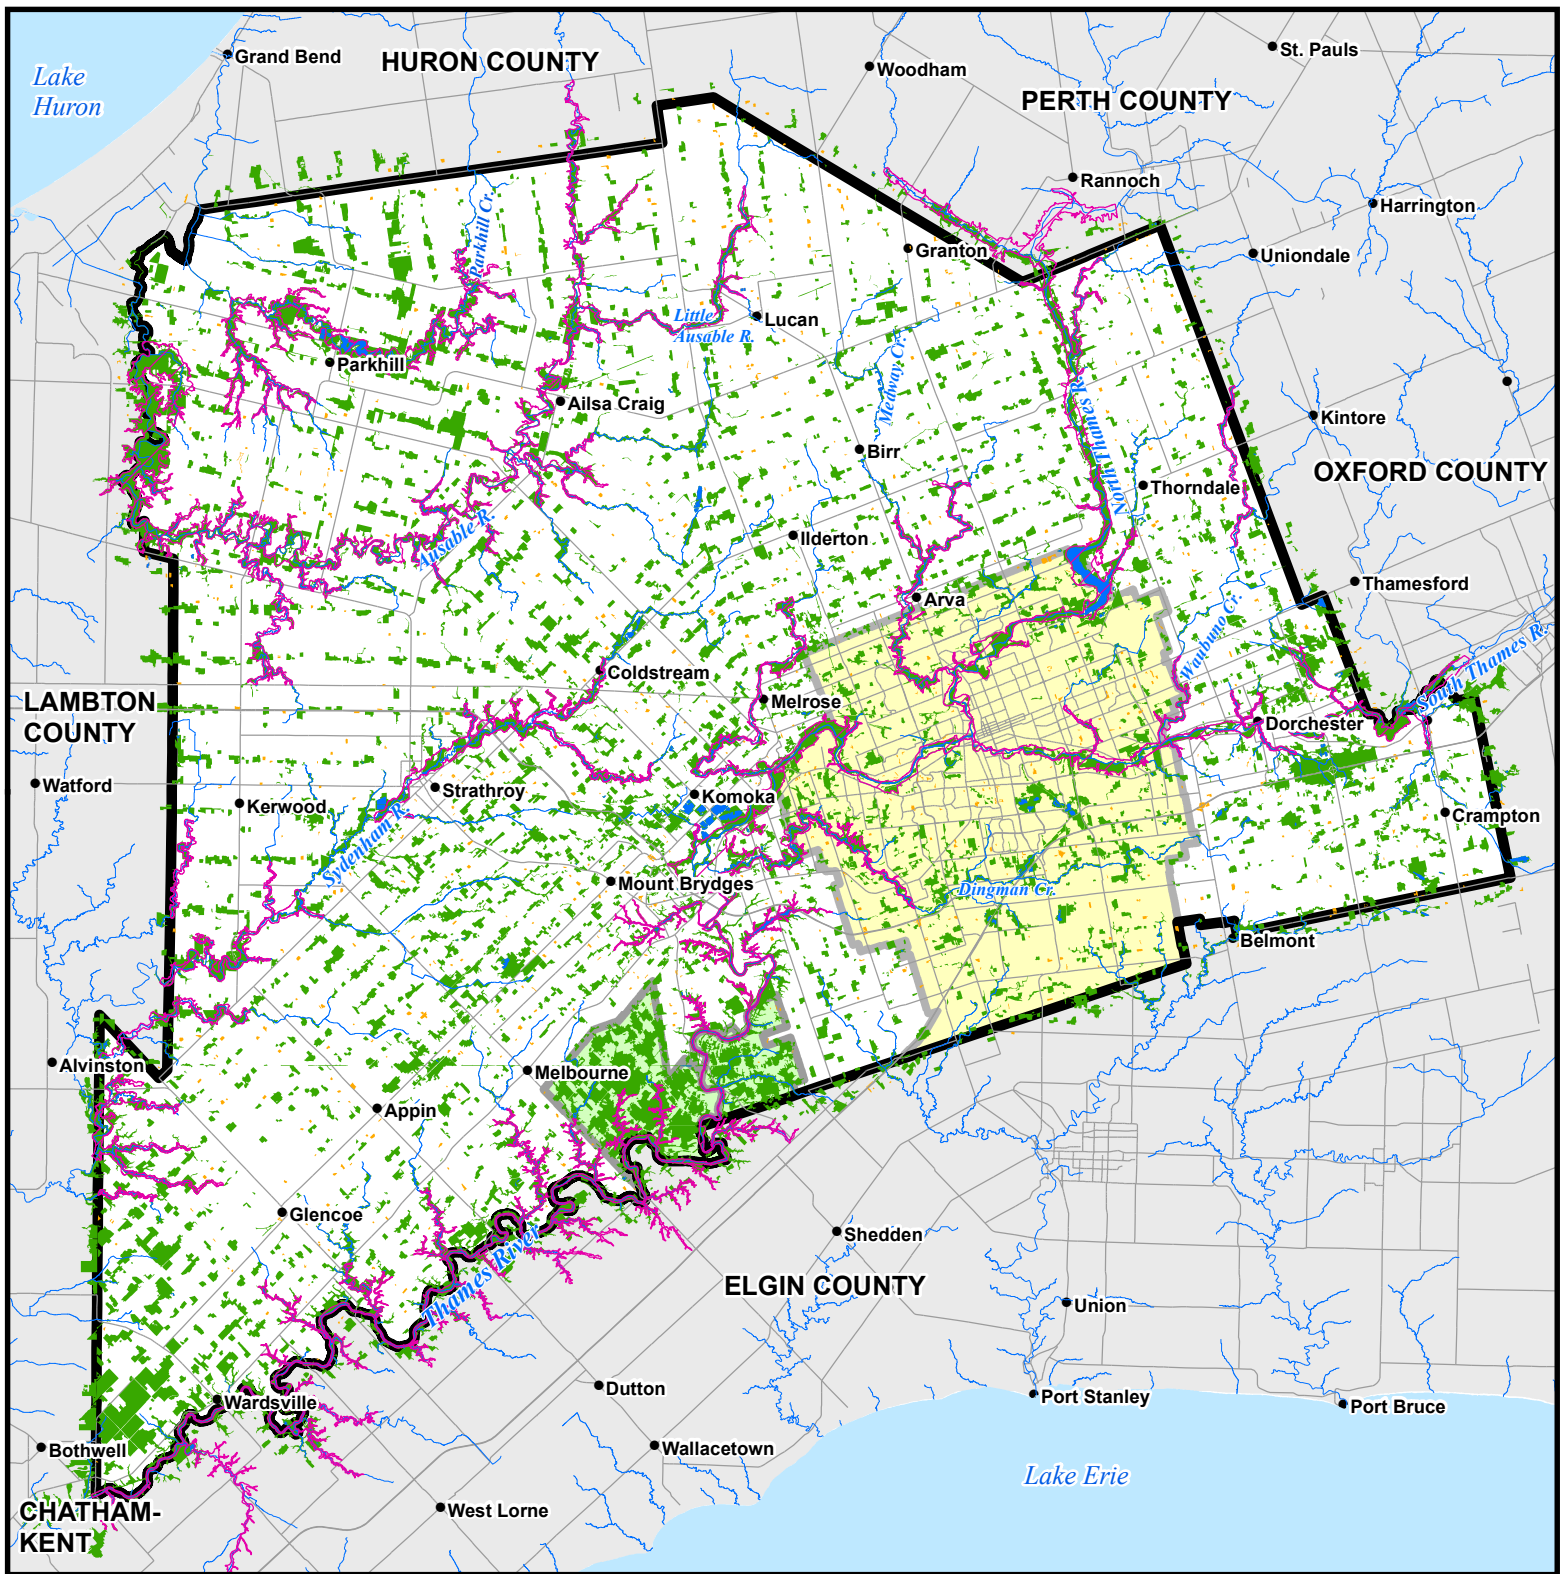 Lake
Huron
Grand Bend
HURON COUNTY
Woodham
St. Pauls
PERTH COUNTY
Rannoch
Harrington
Parkhill Cr.
Granton
Uniondale
Little
Ausable R.
Lucan
Parkhill
Medway Cr.
North Thames R.
Ailsa Craig
Kintore
Birr
OXFORD COUNTY
Thorndale
Ausable R.
Ilderton
Thamesford
Arva
Waubuno Cr.
South Thames R.
Coldstream
LAMBTON
COUNTY
Melrose
Dorchester
Watford
Strathroy
Komoka
Kerwood
Crampton
Sydenham R.
Mount Brydges
Dingman Cr.
Belmont
Alvinston
Melbourne
Appin
Glencoe
Shedden
Thames River
ELGIN COUNTY
Union
Dutton
Port Stanley
Wardsville
Port Bruce
Bothwell
Wallacetown
Lake Erie
CHATHAM-
KENT
West Lorne